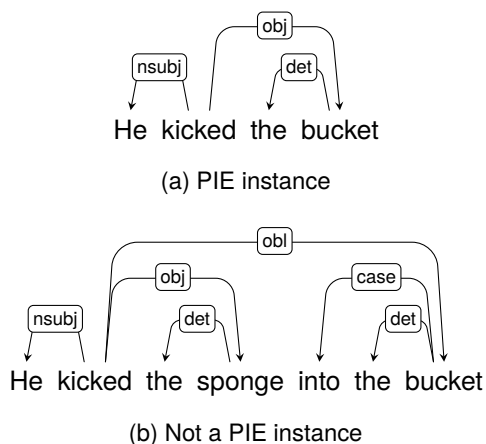 obj
nsubj det
He kicked the bucket
(a) PIE instance
obl
obj case
nsubj det det
He kicked the sponge into the bucket
(b) Not a PIE instance